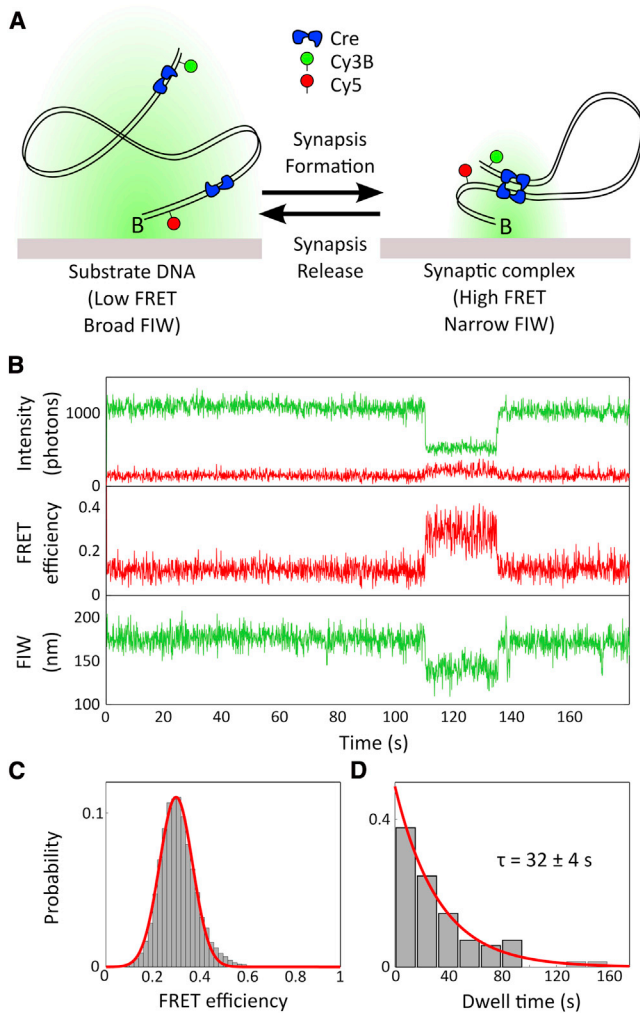 A
Cre
Cy3B
Cy5
Synapsis
Formation
Synapsis
Release
B
B
Substrate DNA
(Low FRET
Broad FIW)
Synaptic complex
(High FRET
Narrow FIW)
B
Intensity
(photons)
1000
0
FRET
efficiency
0.4
0.2
0
FIW
(nm)
200
150
100
0 20 40 60 80 100 120 140 160
Time (s)
C
Probability
0.1
0
0 0.2 0.4 0.6 0.8 1
FRET efficiency
D
0.4
0
τ = 32 ± 4 s
0 40 80 120 160
Dwell time (s)